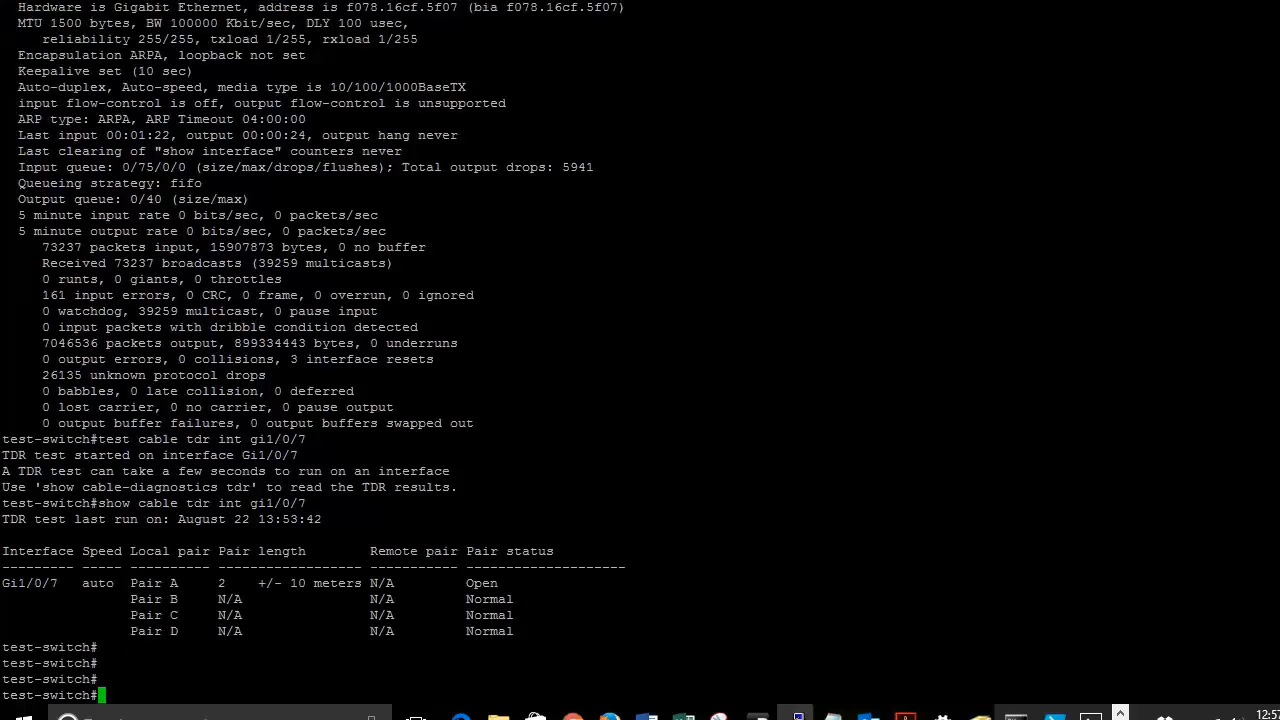 Hardware is Gigabit Ethernet, address is f078.16cf.5f07 (bia f078.16cf.5f07)
MTU 1500 bytes, BW 100000 Kbit/sec, DLY 100 usec,
reliability 255/255, txload 1/255, rxload 1/255
Encapsulation ARPA, loopback not set
Keepalive set (10 sec)
Auto-duplex, Auto-speed, media type is 10/100/1000BaseTX
input flow-control is off, output flow-control is unsupported
ARP type: ARPA, ARP Timeout 04:00:00
Last input 00:01:22, output 00:00:24, output hang never
Last clearing of "show interface" counters never
Input queue: 0/75/0/0 (size/max/drops/flushes); Total output drops: 5941
Queueing strategy: fifo
Output queue: 0/40 (size/max)
5 minute input rate 0 bits/sec, 0 packets/sec
5 minute output rate 0 bits/sec, 0 packets/sec
73237 packets input, 15907873 bytes, 0 no buffer
Received 73237 broadcasts (39259 multicasts)
0 runts, 0 giants, 0 throttles
161 input errors, 0 CRC, 0 frame, 0 overrun, 0 ignored
0 watchdog, 39259 multicast, 0 pause input
0 input packets with dribble condition detected
7046536 packets output, 899334443 bytes, 0 underruns
0 output errors, 0 collisions, 3 interface resets
26135 unknown protocol drops
0 babbles, 0 late collision, 0 deferred
0 lost carrier, 0 no carrier, 0 pause output
0 output buffer failures, 0 output buffers swapped out
test-switch#test cable tdr int gi1/0/7
TDR test started on interface Gi1/0/7
A TDR test can take a few seconds to run on an interface
Use 'show cable-diagnostics tdr' to read the TDR results.
test-switch#show cable tdr int gi1/0/7
TDR test last run on: August 22 13:53:42
Interface Speed Local pair Pair length Remote pair Pair status
--------- ----- ---------- ------------------ ----------- --------------------
Gi1/0/7 auto Pair A 2 +/- 10 meters N/A Open
Pair B N/A N/A Normal
Pair C N/A N/A Normal
Pair D N/A N/A Normal
test-switch#
test-switch#
test-switch#
test-switch#